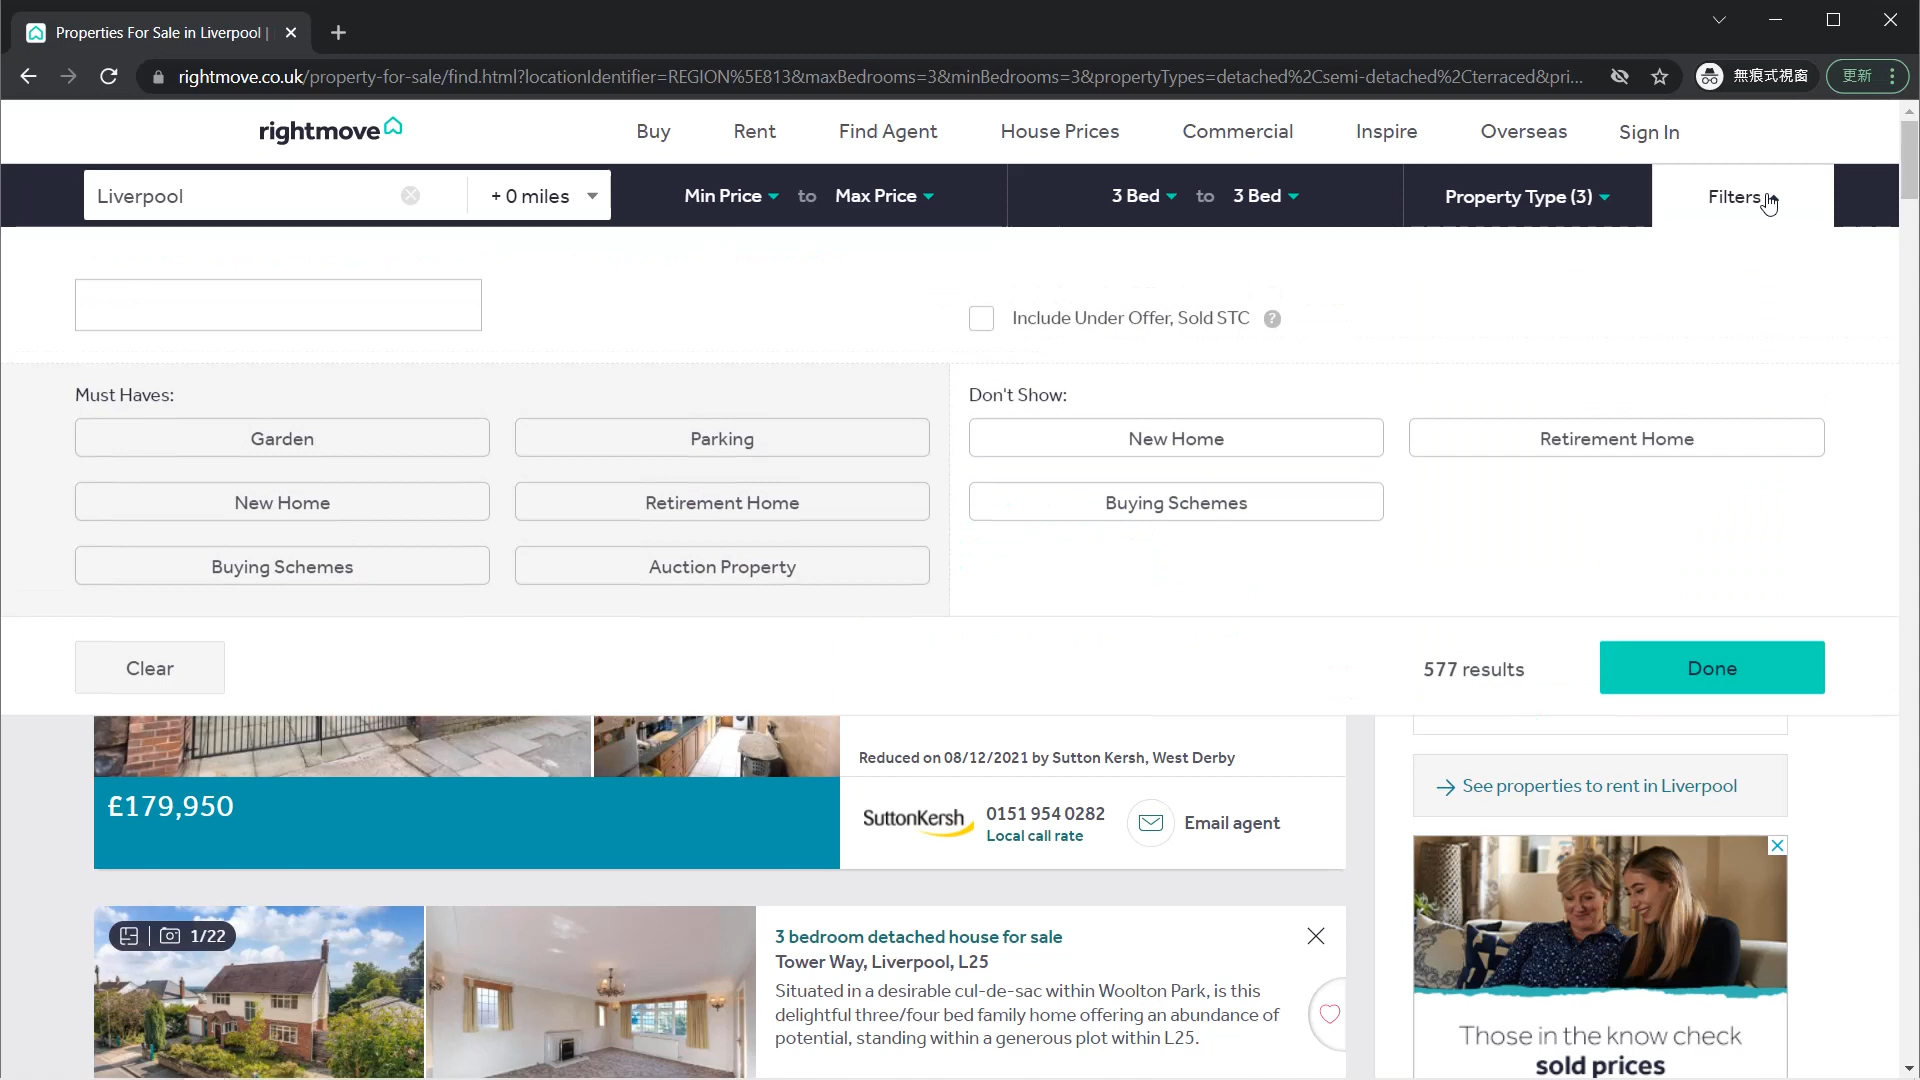 Properties For Sale in Liverpool |
rightmove.co.uk/property-for-sale/find.html?locationIdentifier=REGION%5E813&maxBedrooms=3&minBedrooms=3&propertyTypes=detached%2Csemi-detached%2Cterraced&pri...
無痕式視窗
更新
rightmove
Buy
Rent
Find Agent
House Prices
Commercial
Inspire
Overseas
Sign In
Liverpool
+ 0 miles
Min Price to Max Price
3 Bed to 3 Bed
Property Type (3)
Filters
Include Under Offer, Sold STC ?
Must Haves:
Garden
Parking
New Home
Retirement Home
Buying Schemes
Auction Property
Don't Show:
New Home
Retirement Home
Buying Schemes
Clear
577 results
Done
Reduced on 08/12/2021 by Sutton Kersh, West Derby
£179,950
SuttonKersh
0151 954 0282
Local call rate
Email agent
See properties to rent in Liverpool
1/22
3 bedroom detached house for sale
Tower Way, Liverpool, L25
Situated in a desirable cul-de-sac within Woolton Park, is this
delightful three/four bed family home offering an abundance of
potential, standing within a generous plot within L25.
Those in the know check
sold prices